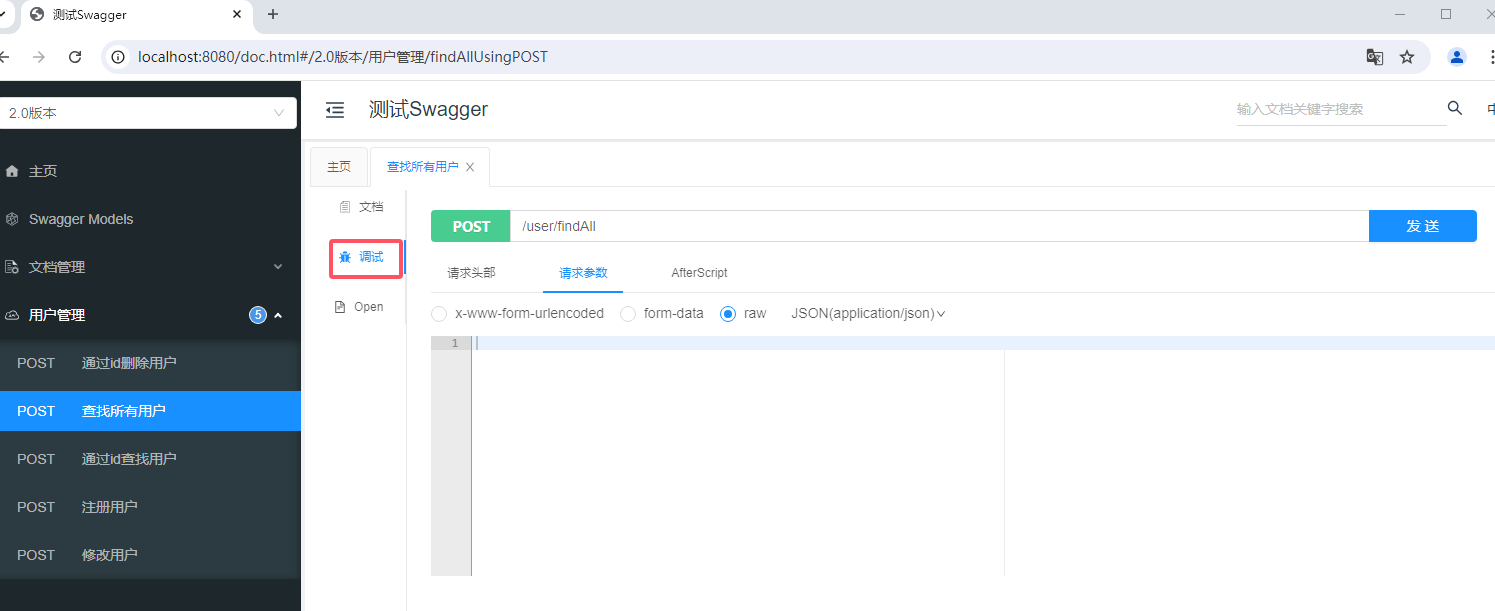 测试Swagger
localhost:8080/doc.html#/2.0版本/用户管理/findAllUsingPOST
2.0版本
测试Swagger
输入文档关键字搜索
中
主页
Swagger Models
文档管理
用户管理 5
POST 通过id删除用户
POST 查找所有用户
POST 通过id查找用户
POST 注册用户
POST 修改用户
主页 查找所有用户
文档
调试
Open
POST /user/findAll 发 送
请求头部 请求参数 AfterScript
x-www-form-urlencoded form-data raw JSON(application/json)
1